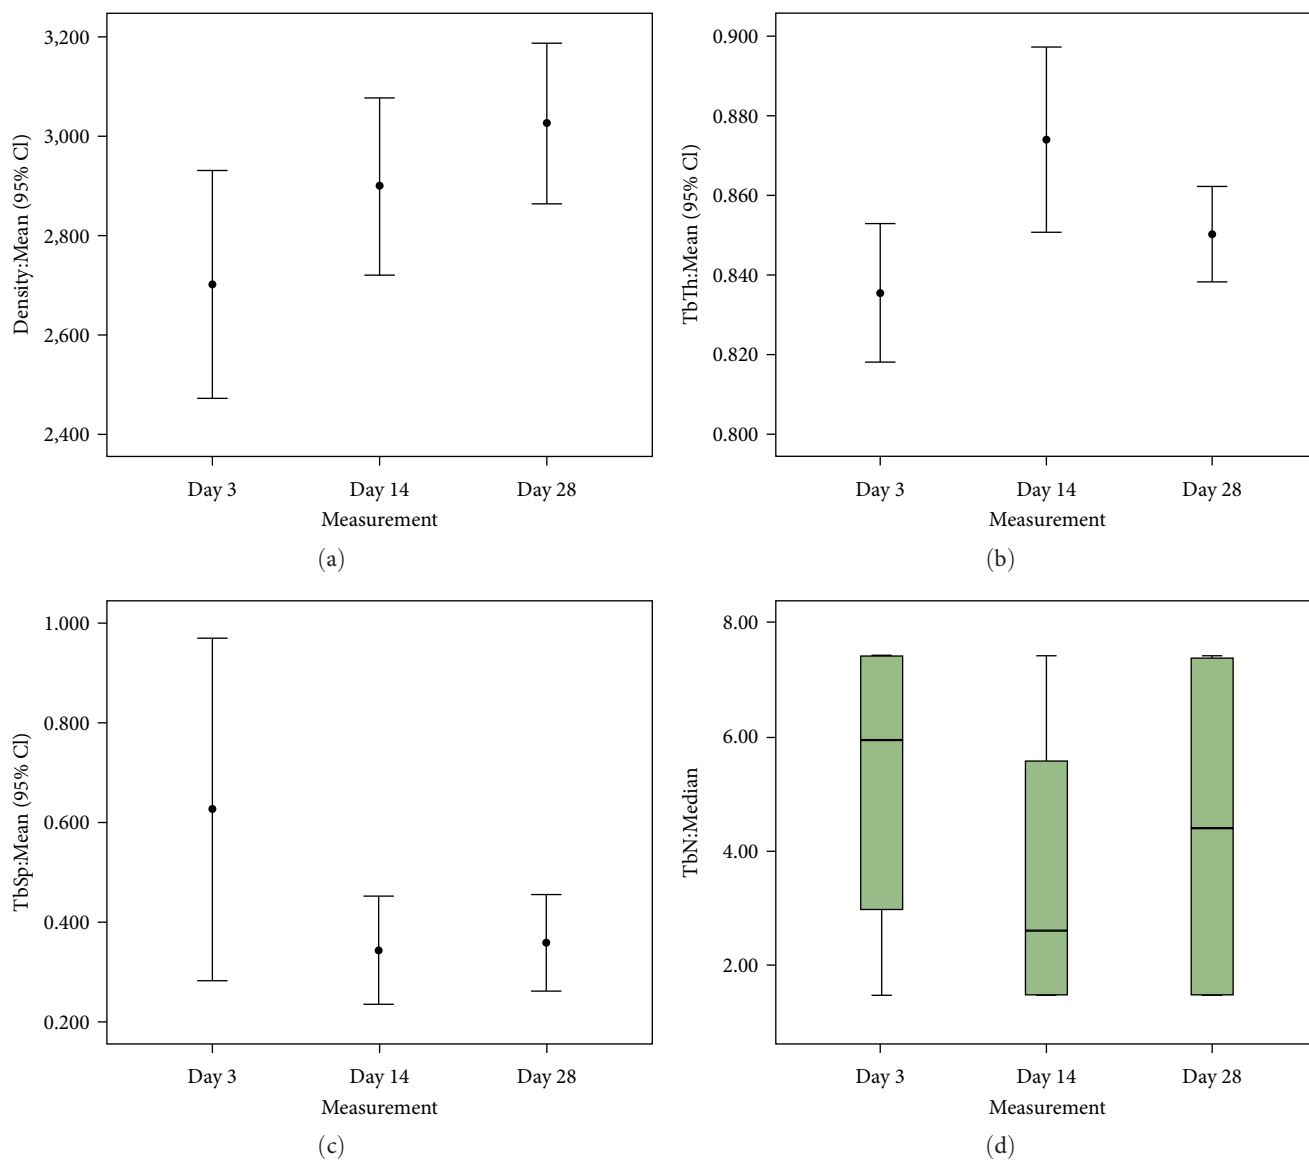 3,200
3,000
2,800
2,600
2,400
Density:Mean (95% Cl)
Day 3 Day 14 Day 28
Measurement
(a)
0.900
0.880
0.860
0.840
0.820
0.800
TbTh:Mean (95% Cl)
Day 3 Day 14 Day 28
Measurement
(b)
1.000
0.800
0.600
0.400
0.200
TbSp:Mean (95% Cl)
Day 3 Day 14 Day 28
Measurement
(c)
8.00
6.00
4.00
2.00
TbN:Median
Day 3 Day 14 Day 28
Measurement
(d)